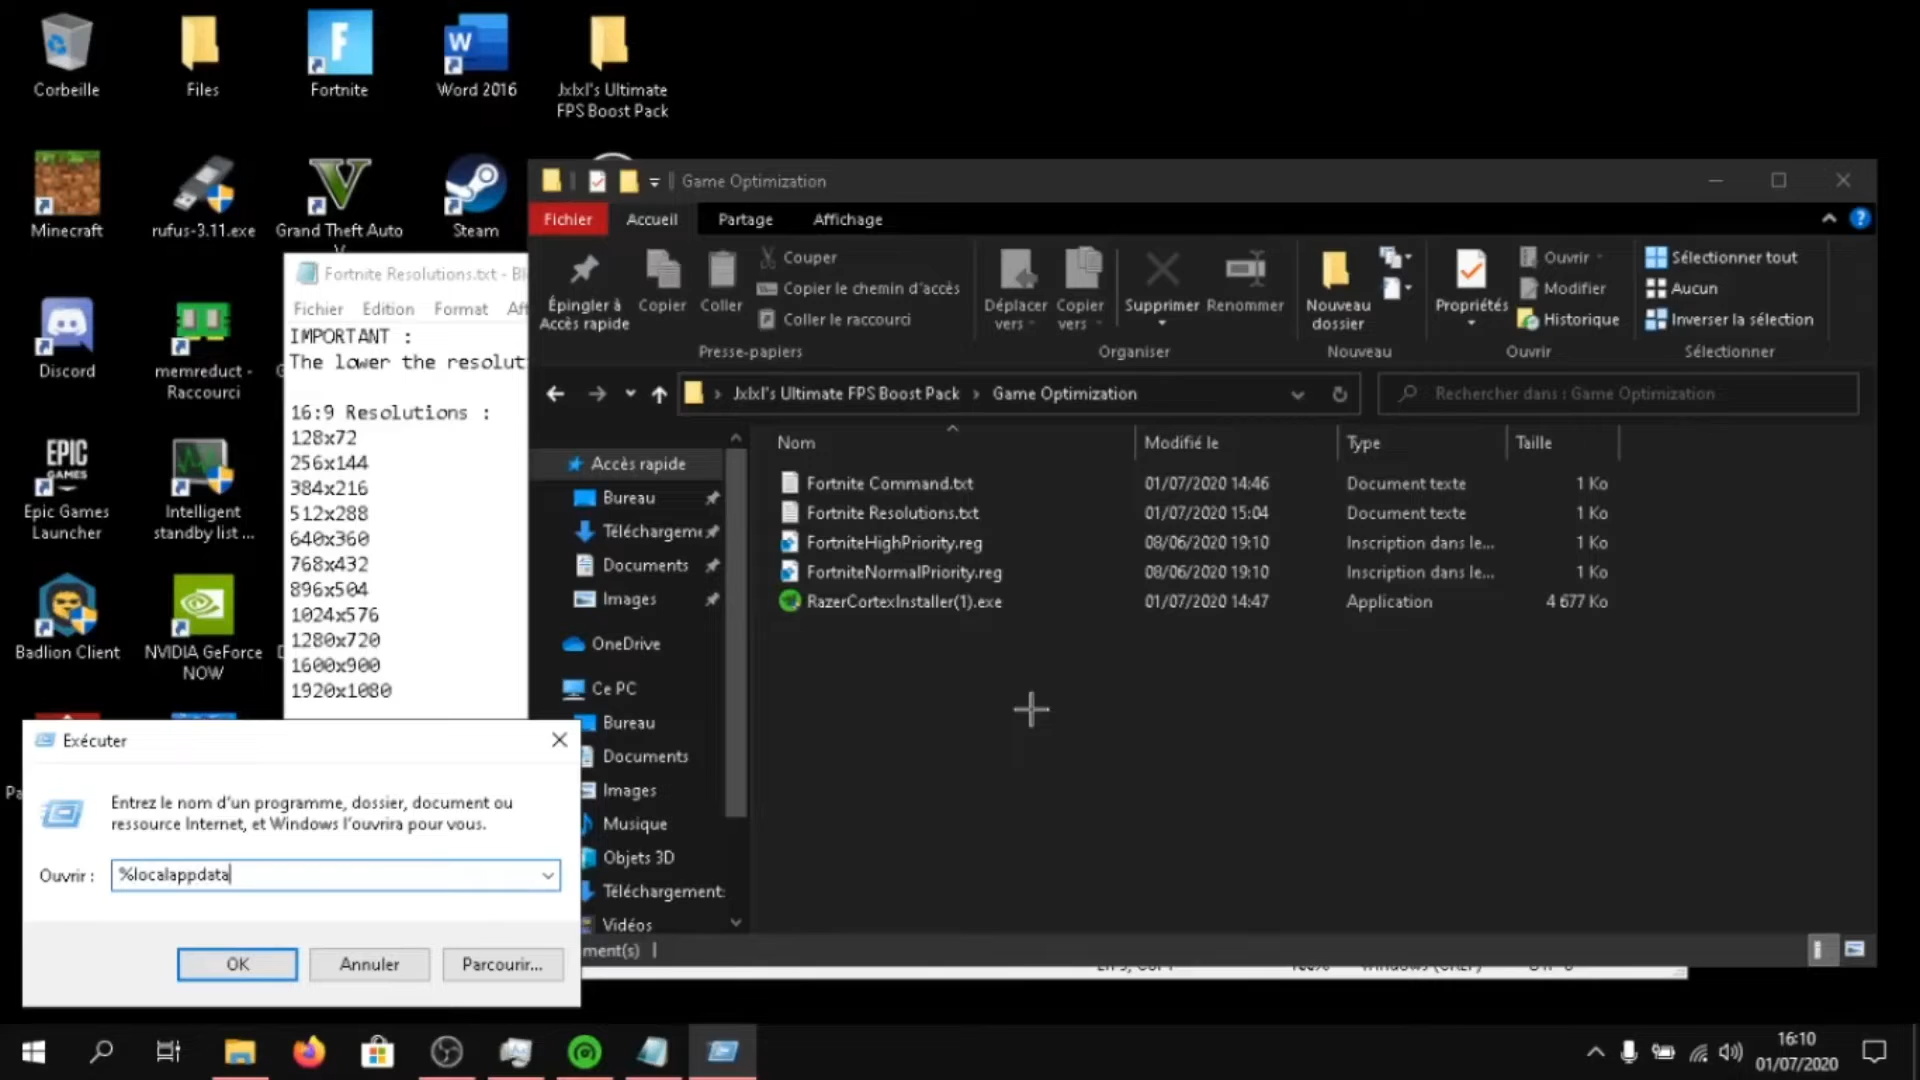 Corbeille
Files
Fortnite
Word 2016
Jxlxl's Ultimate
FPS Boost Pack
Minecraft
rufus-3.11.exe
Grand Theft Auto
Steam
Discord
memreduct -
Raccourci
EPIC
GAMES
Epic Games
Launcher
Intelligent
standby list ...
Badlion Client
NVIDIA GeForce
NOW
Fortnite Resolutions.txt - Bl
Fichier Edition Format Aff
IMPORTANT :
The lower the resolut
16:9 Resolutions :
128x72
256x144
384x216
512x288
640x360
768x432
896x504
1024x576
1280x720
1600x900
1920x1080
Game Optimization
Fichier Accueil Partage Affichage
Épingler à
Accès rapide
Copier
Coller
Couper
Copier le chemin d'accès
Coller le raccourci
Presse-papiers
Déplacer
vers
Copier
vers
Supprimer
Renommer
Organiser
Nouveau
dossier
Nouveau
Propriétés
Ouvrir
Modifier
Historique
Ouvrir
Sélectionner tout
Aucun
Inverser la sélection
Sélectionner
Jxlxl's Ultimate FPS Boost Pack > Game Optimization
Rechercher dans : Game Optimization
Accès rapide
Bureau
Téléchargeme
Documents
Images
OneDrive
Ce PC
Bureau
Documents
Images
Musique
Objets 3D
Téléchargement:
Vidéos
Nom Modifié le Type Taille
Fortnite Command.txt 01/07/2020 14:46 Document texte 1 Ko
Fortnite Resolutions.txt 01/07/2020 15:04 Document texte 1 Ko
FortniteHighPriority.reg 08/06/2020 19:10 Inscription dans le... 1 Ko
FortniteNormalPriority.reg 08/06/2020 19:10 Inscription dans le... 1 Ko
RazerCortexInstaller(1).exe 01/07/2020 14:47 Application 4 677 Ko
ment(s)
Exécuter
Entrez le nom d'un programme, dossier, document ou
ressource Internet, et Windows l'ouvrira pour vous.
Ouvrir : %localappdata
OK Annuler Parcourir...
16:10
01/07/2020